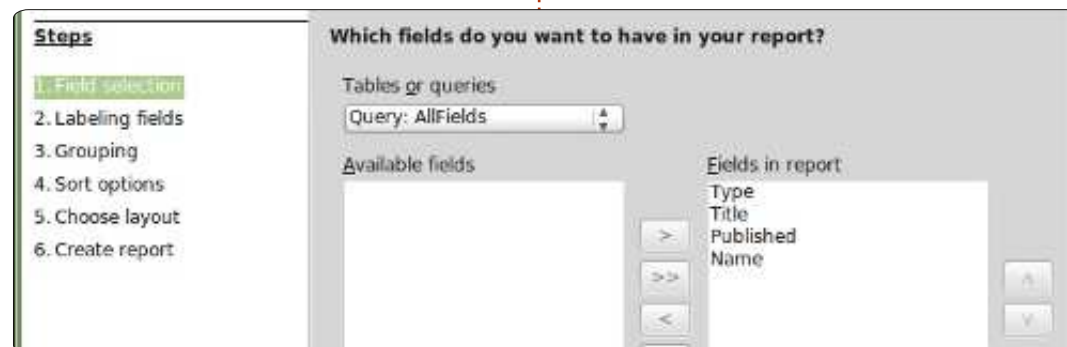 Steps
1. Field selection
2. Labeling fields
3. Grouping
4. Sort options
5. Choose layout
6. Create report
Which fields do you want to have in your report?
Tables or queries
Query: AllFields
Available fields
>
>>
<
Fields in report
Type
Title
Published
Name
^
v